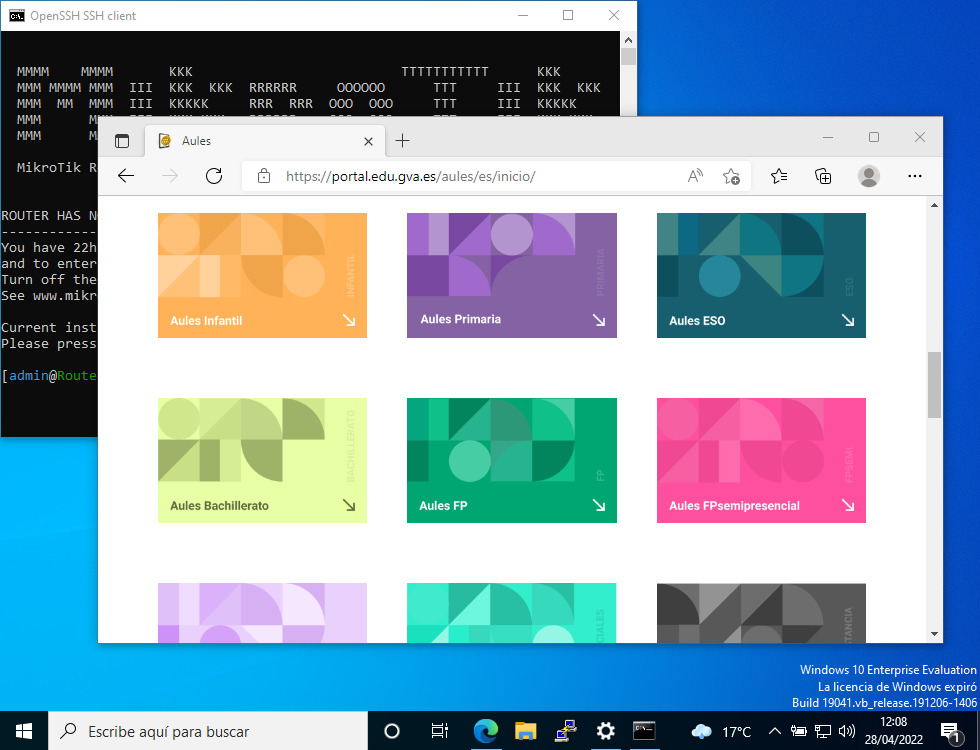 OpenSSH SSH client
MMMM    MMMM       KKK                          TTTTTTTTTTT      KKK
MMM MMMM MMM  III  KKK  KKK  RRRRRR     OOOOOO      TTT     III  KKK  KKK
MMM  MM  MMM  III  KKKKK     RRR  RRR  OOO  OOO     TTT     III  KKKKK
MMM
MMM
MikroTik R
ROUTER HAS N
You have 22h
and to enter
Turn off the
See www.mikr
Current inst
Please press
[admin@Route
Aules
https://portal.edu.gva.es/aules/es/inicio/
INFANTIL
Aules Infantil
PRIMARIA
Aules Primaria
ESO
Aules ESO
BACHILLERATO
Aules Bachillerato
FP
Aules FP
FPSEMI
Aules FPsemipresencial
CIALES
TANCIA
Windows 10 Enterprise Evaluation
La licencia de Windows expiró
Build 19041.vb_release.191206-1406
Escribe aquí para buscar
17°C
12:08
28/04/2022
1